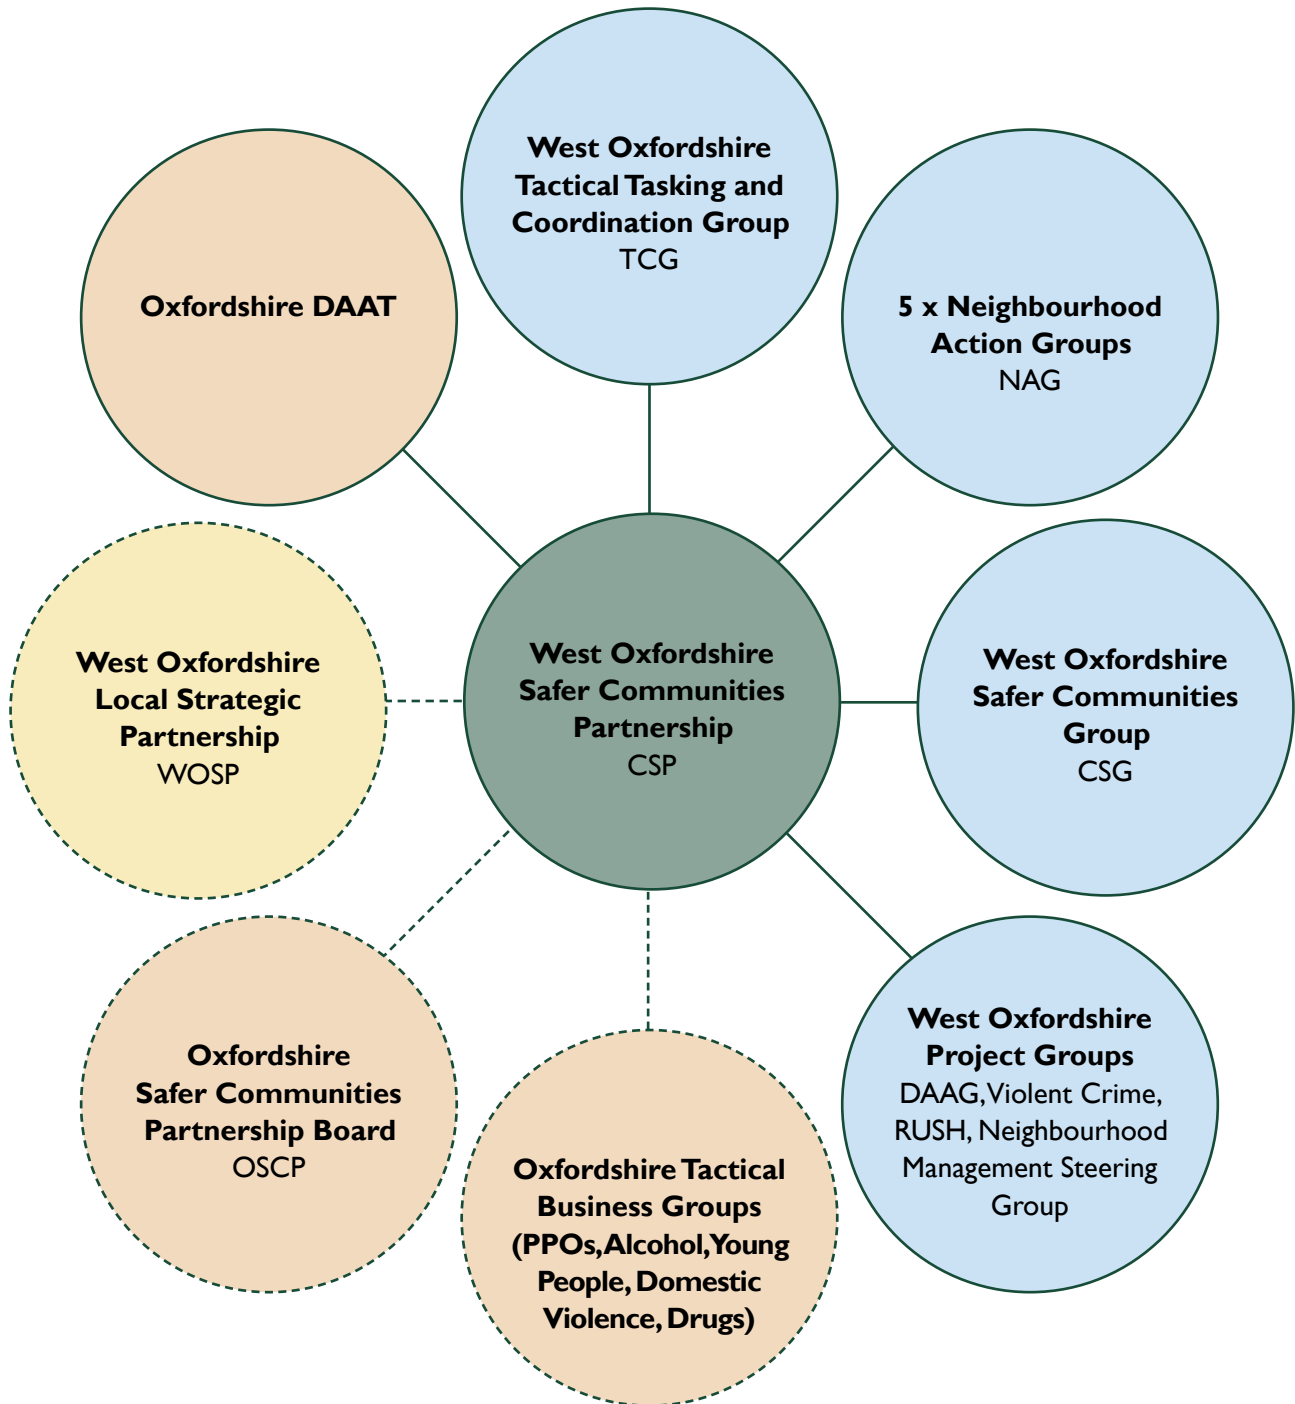 West Oxfordshire
Tactical Tasking and
Coordination Group
TCG
Oxfordshire DAAT
5 x Neighbourhood
Action Groups
NAG
West Oxfordshire
Local Strategic
Partnership
WOSP
West Oxfordshire
Safer Communities
Partnership
CSP
West Oxfordshire
Safer Communities
Group
CSG
Oxfordshire
Safer Communities
Partnership Board
OSCP
Oxfordshire Tactical
Business Groups
(PPOs, Alcohol, Young
People, Domestic
Violence, Drugs)
West Oxfordshire
Project Groups
DAAG, Violent Crime,
RUSH, Neighbourhood
Management Steering
Group